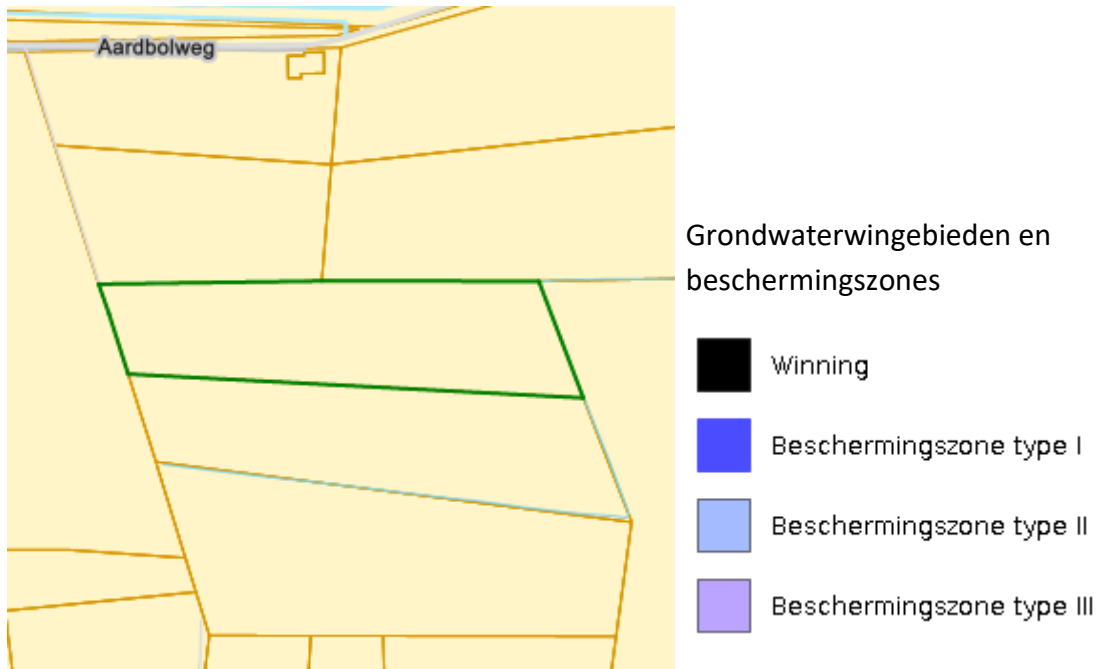 Aardbolweg
Grondwaterwingebieden en
beschermingszones
Winning
Beschermingszone type I
Beschermingszone type II
Beschermingszone type III